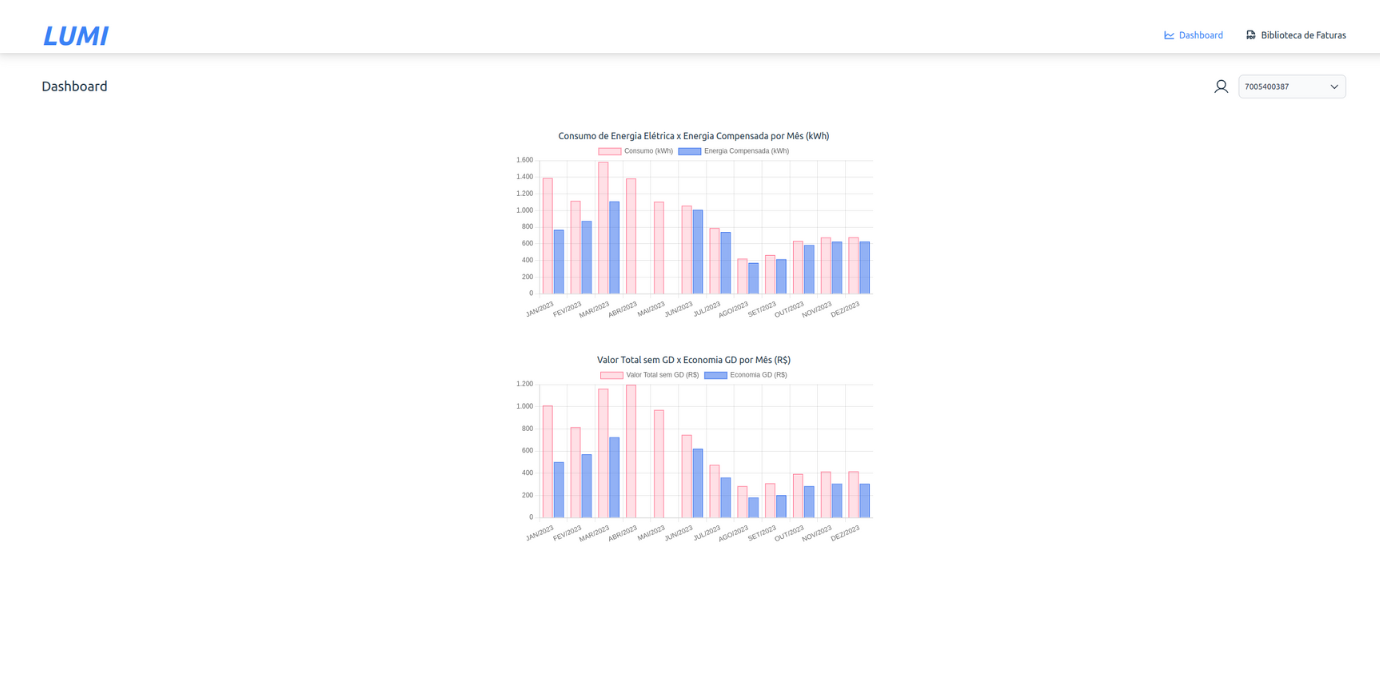 LUMI
Dashboard
Biblioteca de Faturas
Dashboard
7005400387
Consumo de Energia Elétrica x Energia Compensada por Mês (kWh)
Consumo (kWh) Energia Compensada (kWh)
1.600
1.400
1.200
1.000
800
600
400
200
0
JAN/2023 FEV/2023 MAR/2023 ABR/2023 MAI/2023 JUN/2023 JUL/2023 AGO/2023 SET/2023 OUT/2023 NOV/2023 DEZ/2023
Valor Total sem GD x Economia GD por Mês (R$)
Valor Total sem GD (R$) Economia GD (R$)
1.200
1.000
800
600
400
200
0
JAN/2023 FEV/2023 MAR/2023 ABR/2023 MAI/2023 JUN/2023 JUL/2023 AGO/2023 SET/2023 OUT/2023 NOV/2023 DEZ/2023